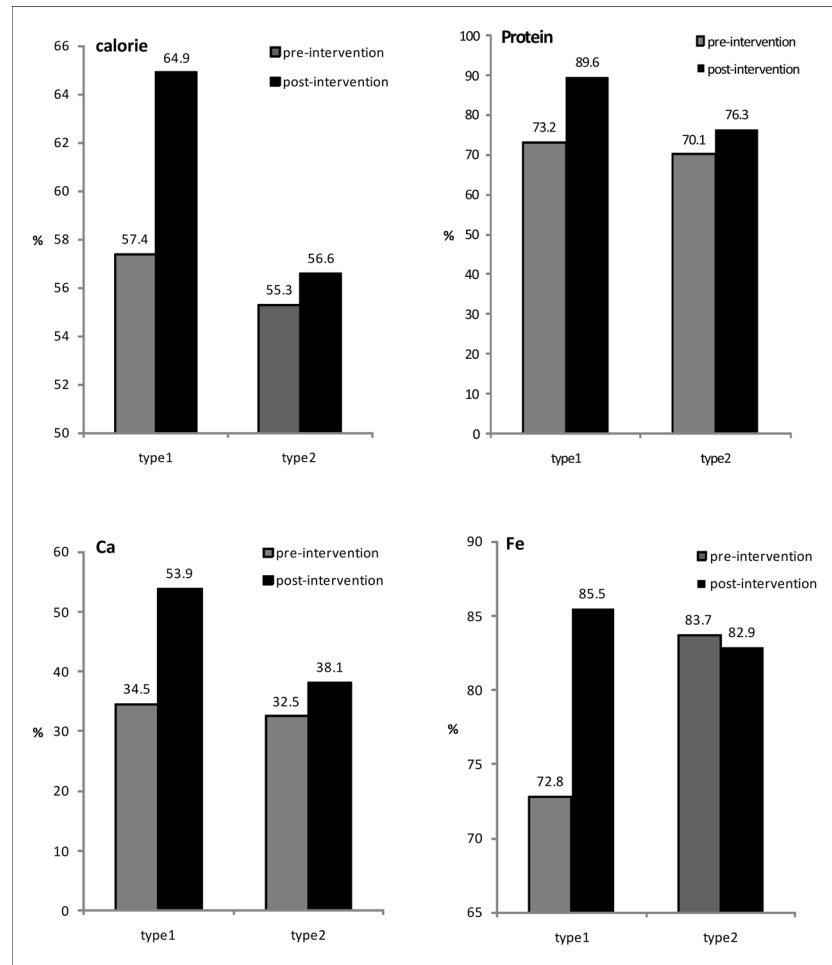 calorie
pre-intervention
post-intervention
66
64
62
60
58
56
54
52
50
%
57.4
64.9
55.3
56.6
type1
type2
Protein
pre-intervention
post-intervention
100
90
80
70
60
50
40
30
20
10
0
%
73.2
89.6
70.1
76.3
type1
type2
Ca
pre-intervention
post-intervention
60
50
40
30
20
10
0
%
34.5
53.9
32.5
38.1
type1
type2
Fe
pre-intervention
post-intervention
90
85
80
75
70
65
%
72.8
85.5
83.7
82.9
type1
type2